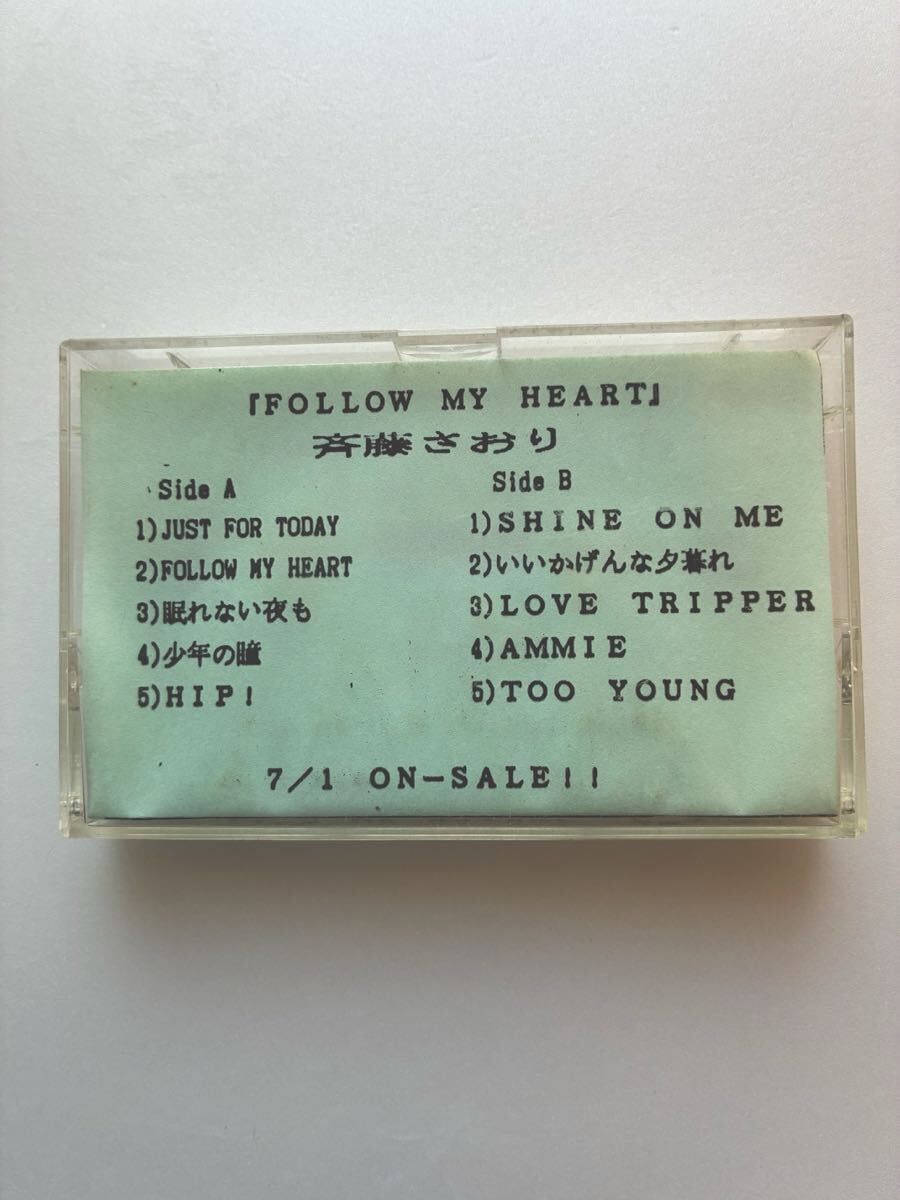 『FOLLOW MY HEART』
斉藤さおり
Side A
1)JUST FOR TODAY
2)FOLLOW MY HEART
3)眠れない夜も
4)少年の瞳
5)HIP!
Side B
1)SHINE ON ME
2)いいかげんな夕暮れ
3)LOVE TRIPPER
4)AMMIE
5)TOO YOUNG
7/1 ON-SALE!!